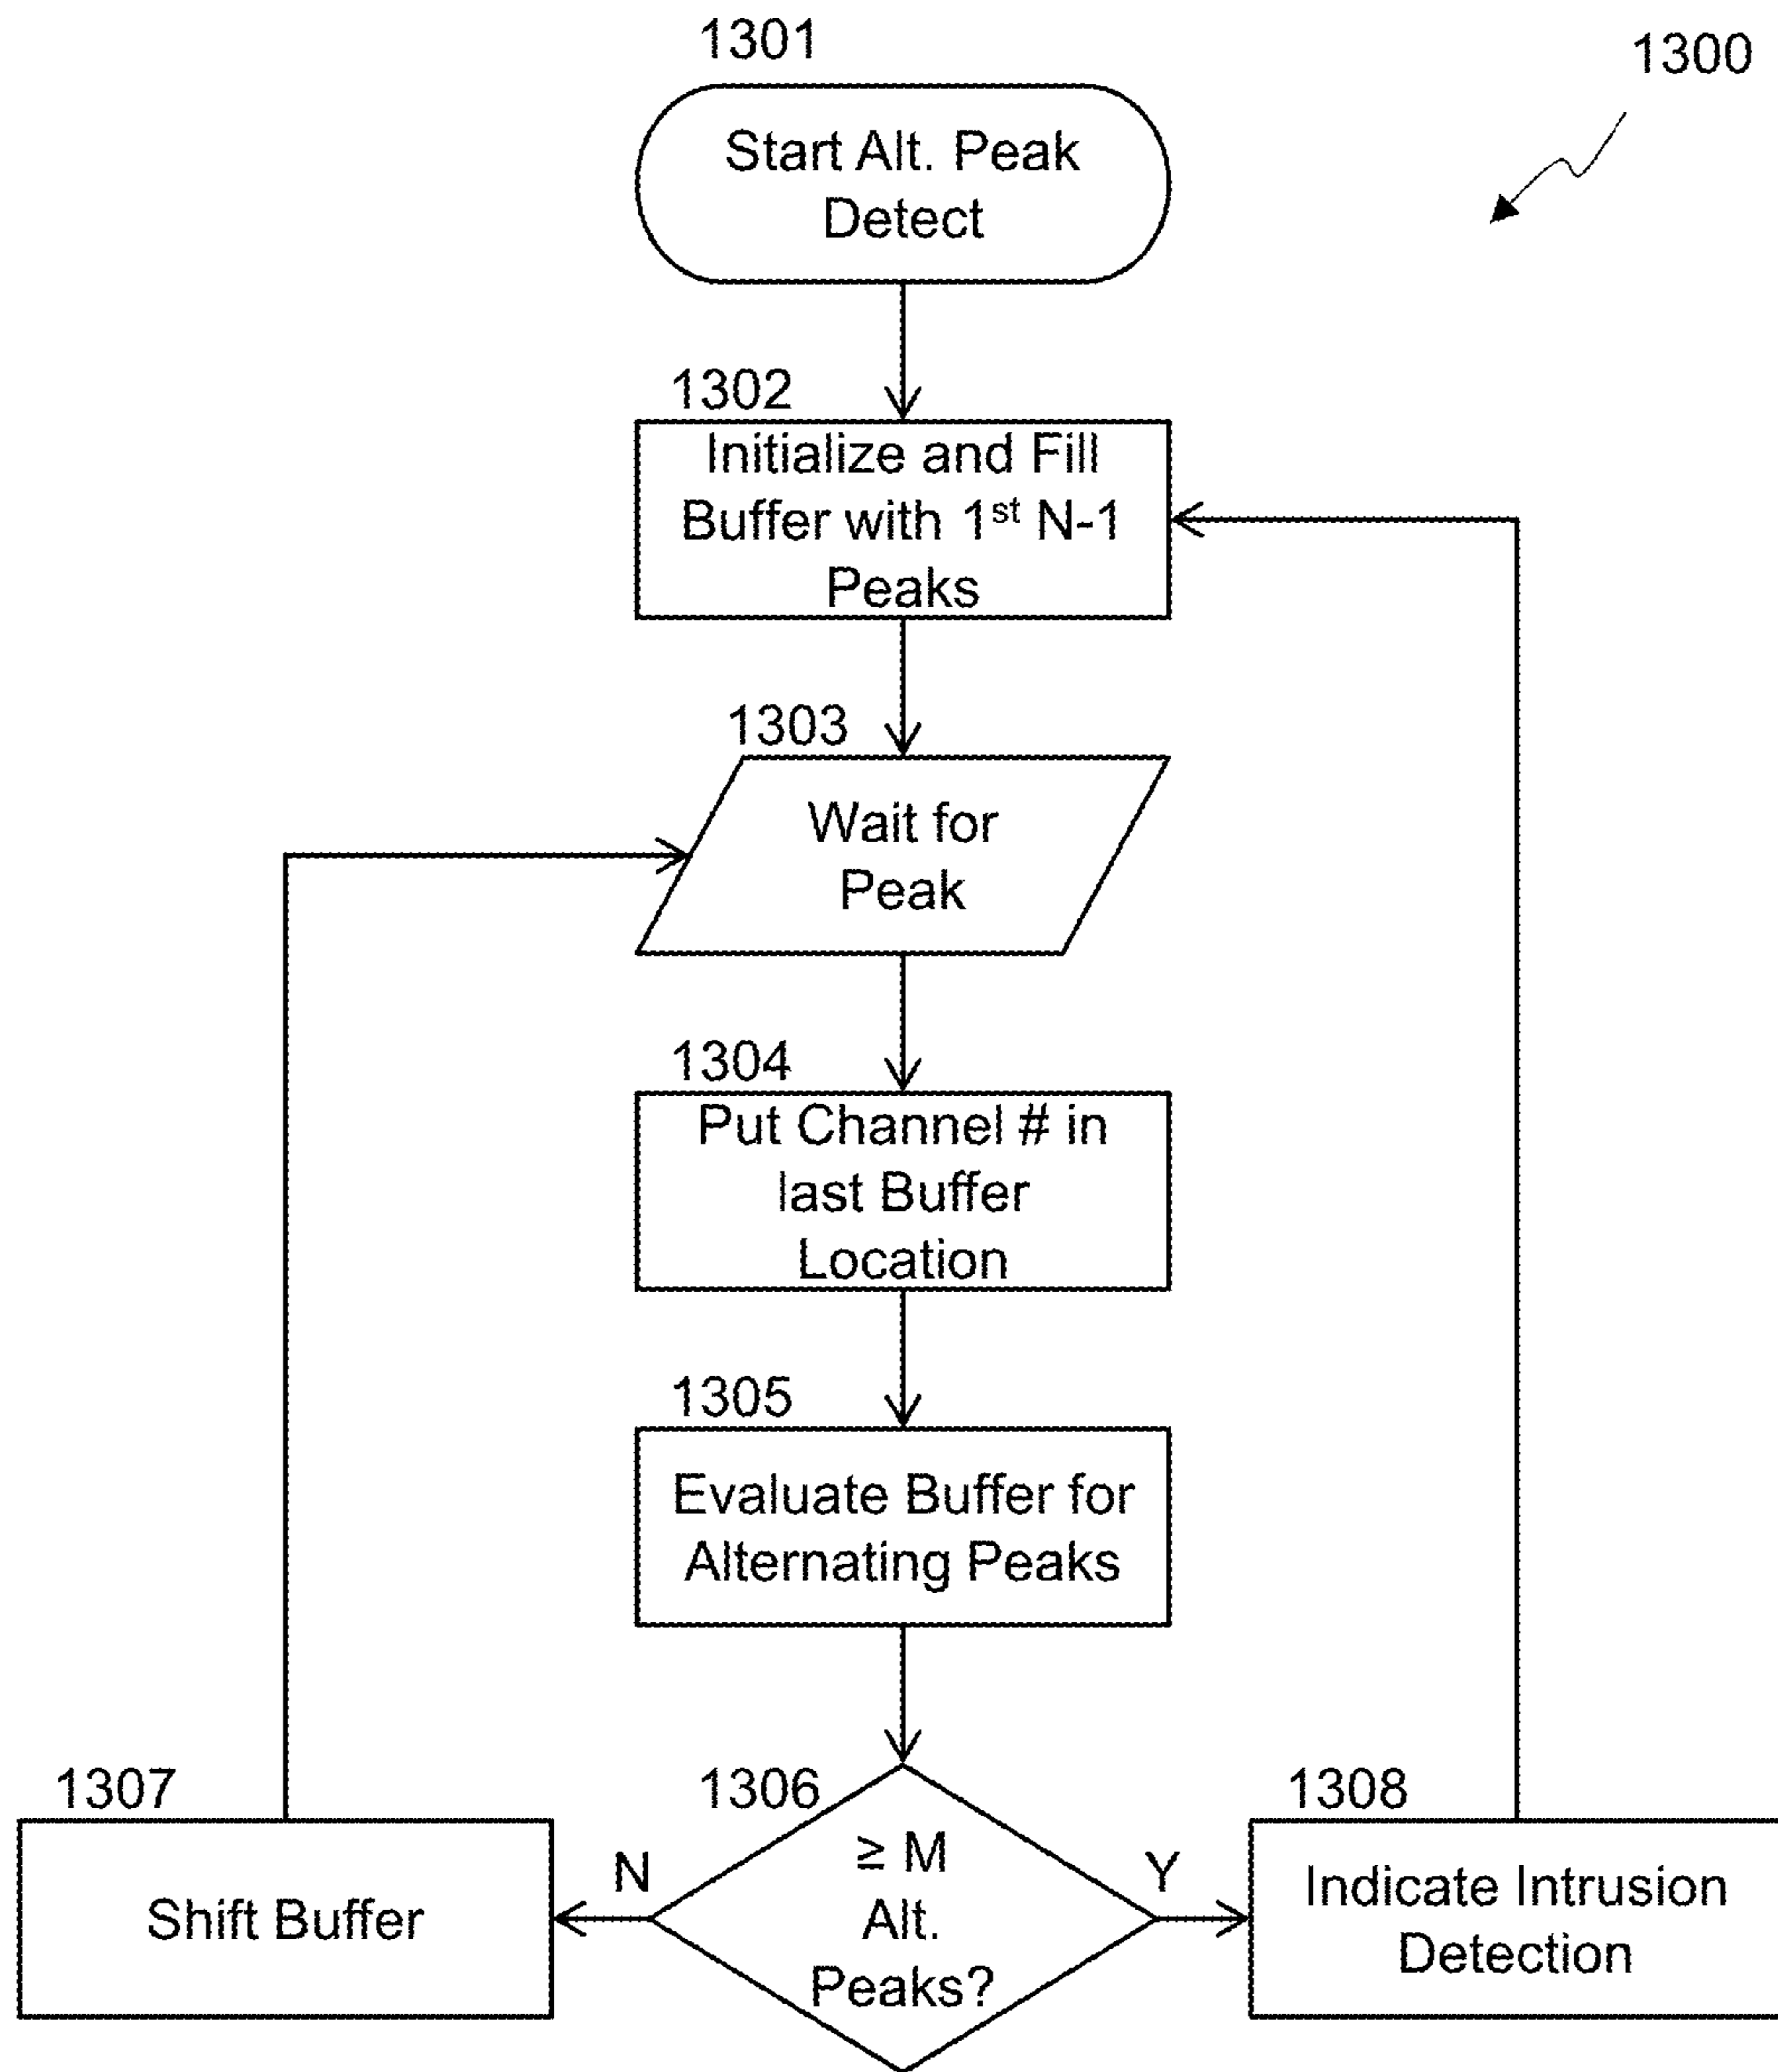 1301
1300
Start Alt. Peak
Detect
1302
Initialize and Fill
Buffer with 1st N-1
Peaks
1303
Wait for
Peak
1304
Put Channel # in
last Buffer
Location
1305
Evaluate Buffer for
Alternating Peaks
1307
1306
1308
N
≥ M
Alt.
Peaks?
Y
Shift Buffer
Indicate Intrusion
Detection